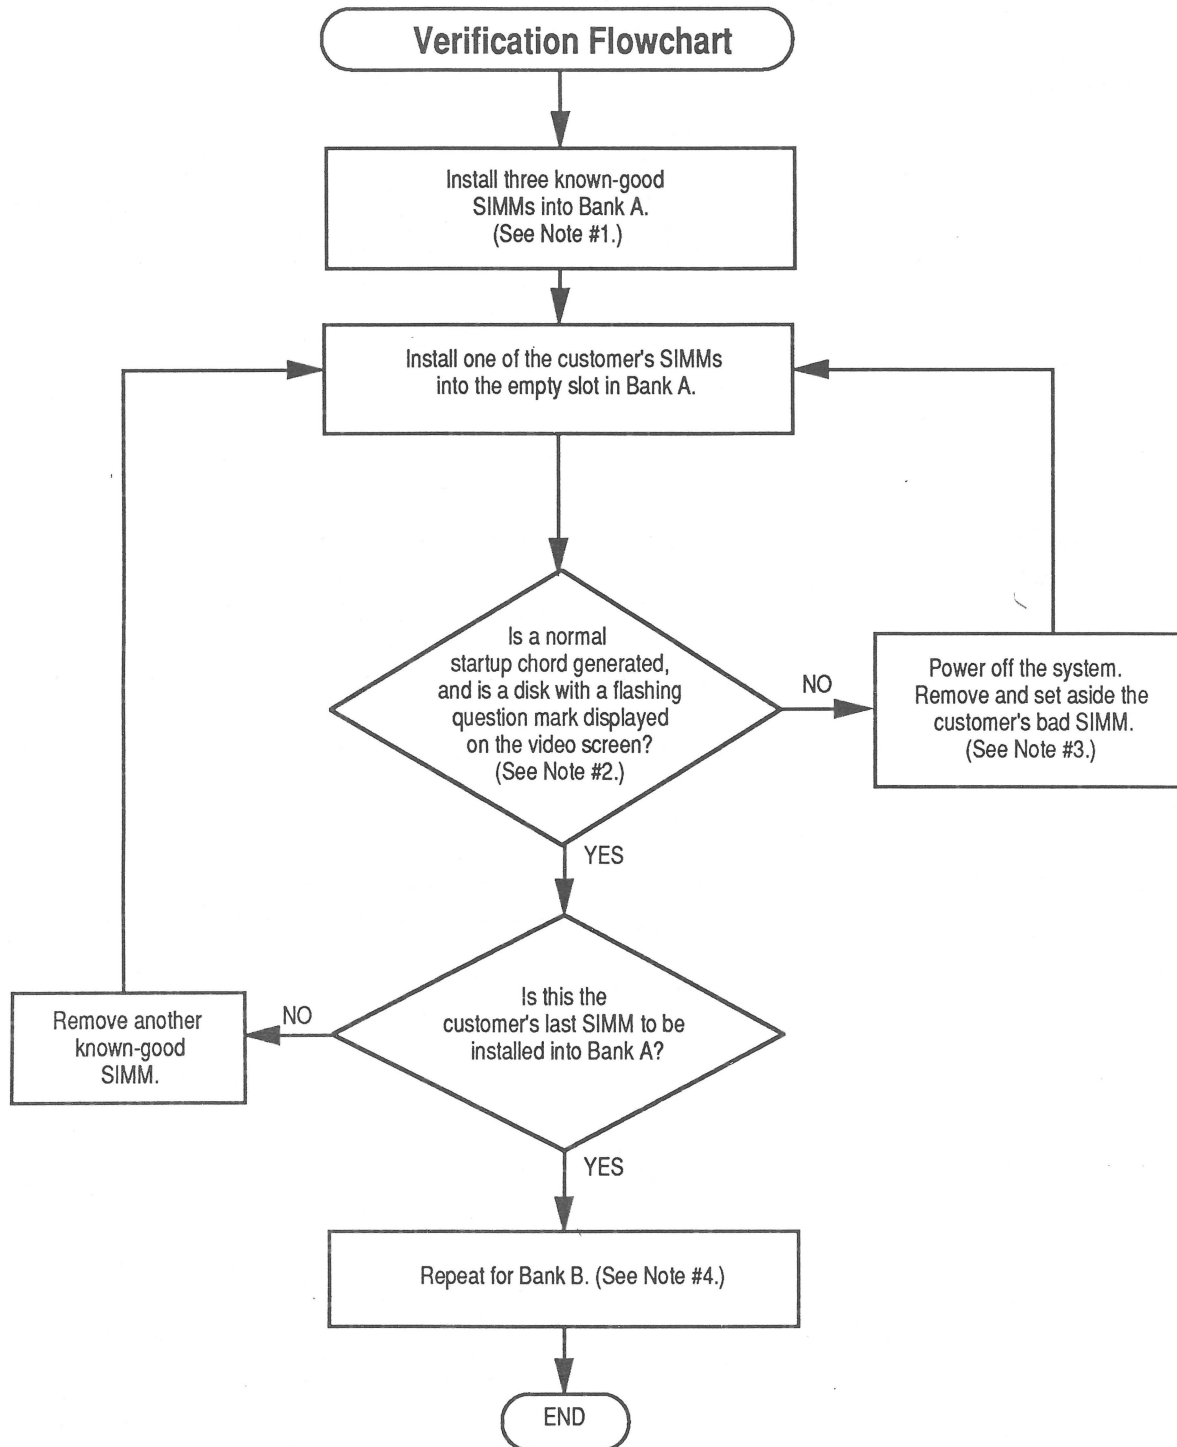 Verification Flowchart
Install three known-good
SIMMs into Bank A.
(See Note #1.)
Install one of the customer's SIMMs
into the empty slot in Bank A.
Is a normal
startup chord generated,
and is a disk with a flashing
question mark displayed
on the video screen?
(See Note #2.)
NO
Power off the system.
Remove and set aside the
customer's bad SIMM.
(See Note #3.)
YES
Is this the
customer's last SIMM to be
installed into Bank A?
NO
Remove another
known-good
SIMM.
YES
Repeat for Bank B. (See Note #4.)
END